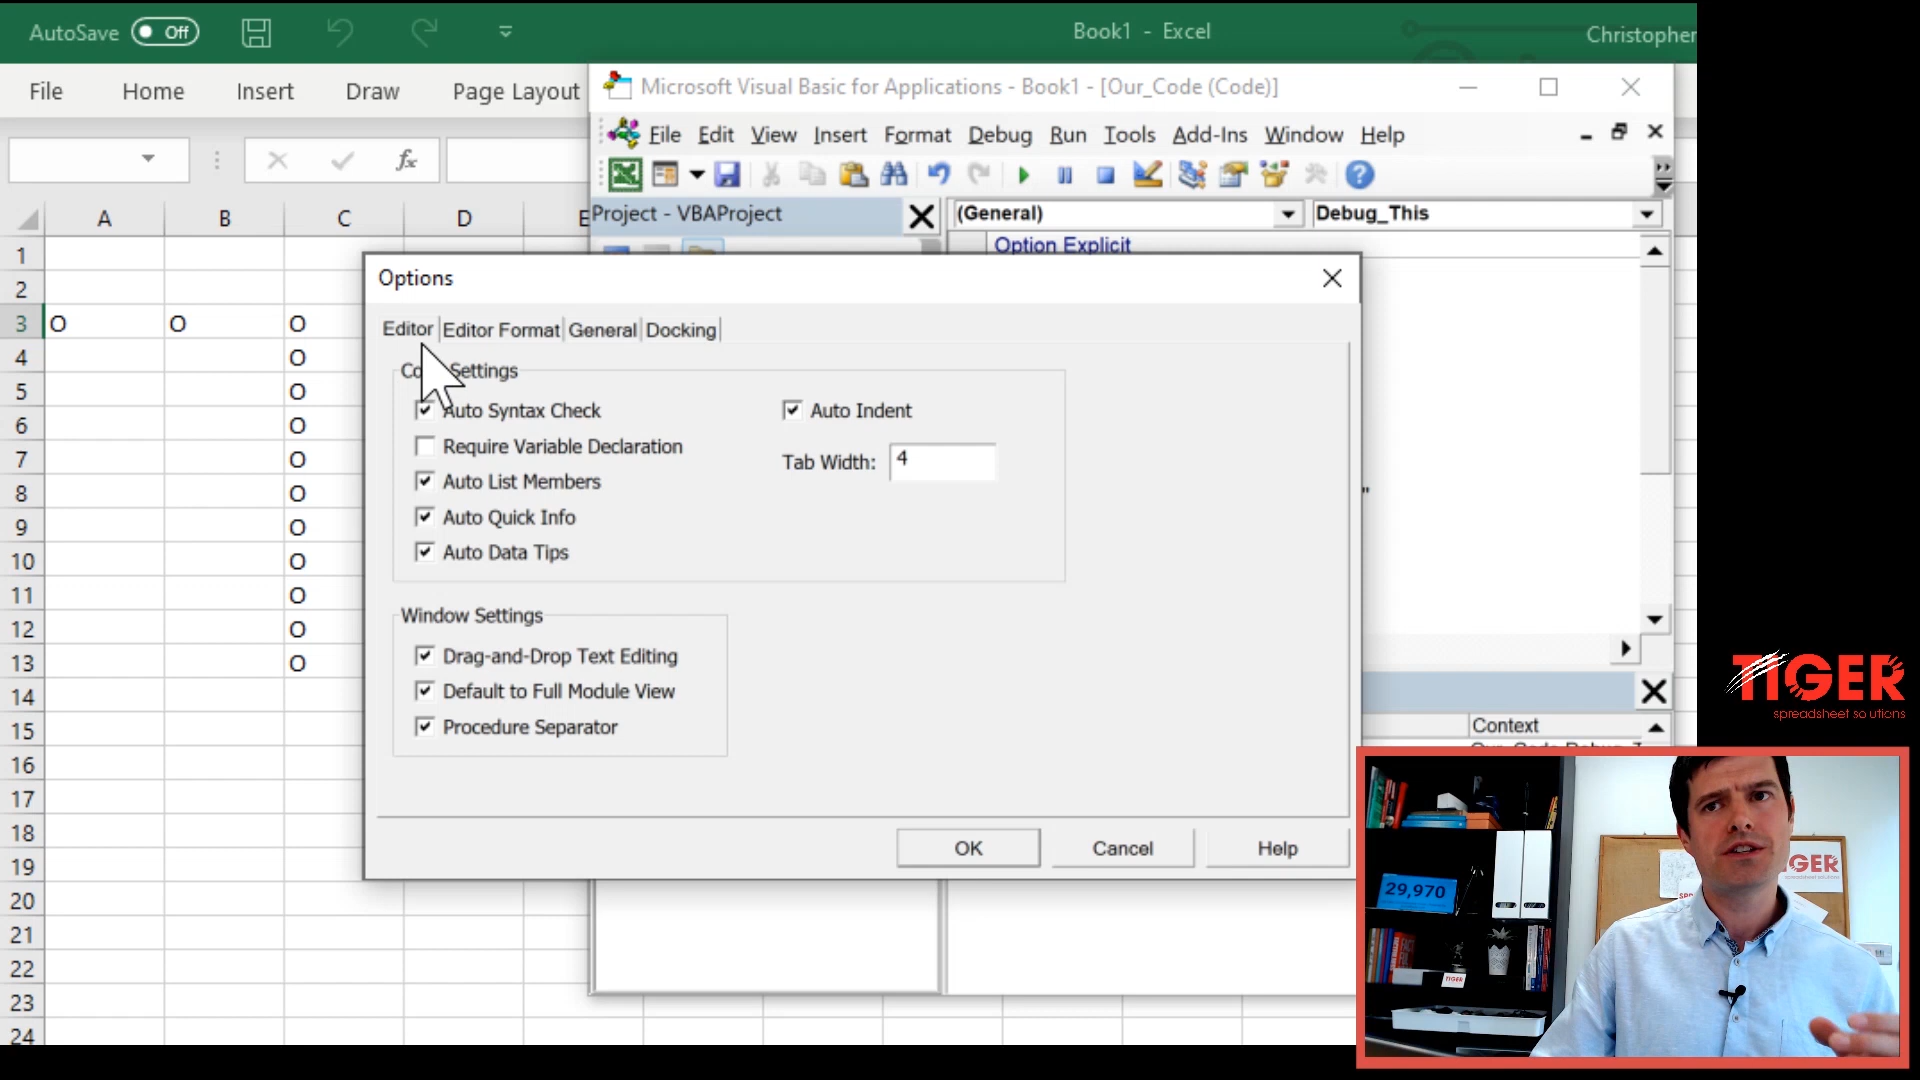 AutoSave Off
Book1 - Excel
Christopher
File Home Insert Draw Page Layout
fx
A B C D E
1
2
3 O O O
4 O
5 O
6 O
7 O
8 O
9 O
10 O
11 O
12 O
13 O
14
15
16
17
18
19
20
21
22
23
24
Microsoft Visual Basic for Applications - Book1 - [Our_Code (Code)]
File Edit View Insert Format Debug Run Tools Add-Ins Window Help
Project - VBAProject
(General) Debug_This
Option Explicit
Options
Editor Editor Format General Docking
Settings
Auto Syntax Check
Require Variable Declaration
Auto List Members
Auto Quick Info
Auto Data Tips
Auto Indent
Tab Width: 4
Window Settings
Drag-and-Drop Text Editing
Default to Full Module View
Procedure Separator
OK Cancel Help
"
Context
TIGER
spreadsheet solutions
29,970
TIGER